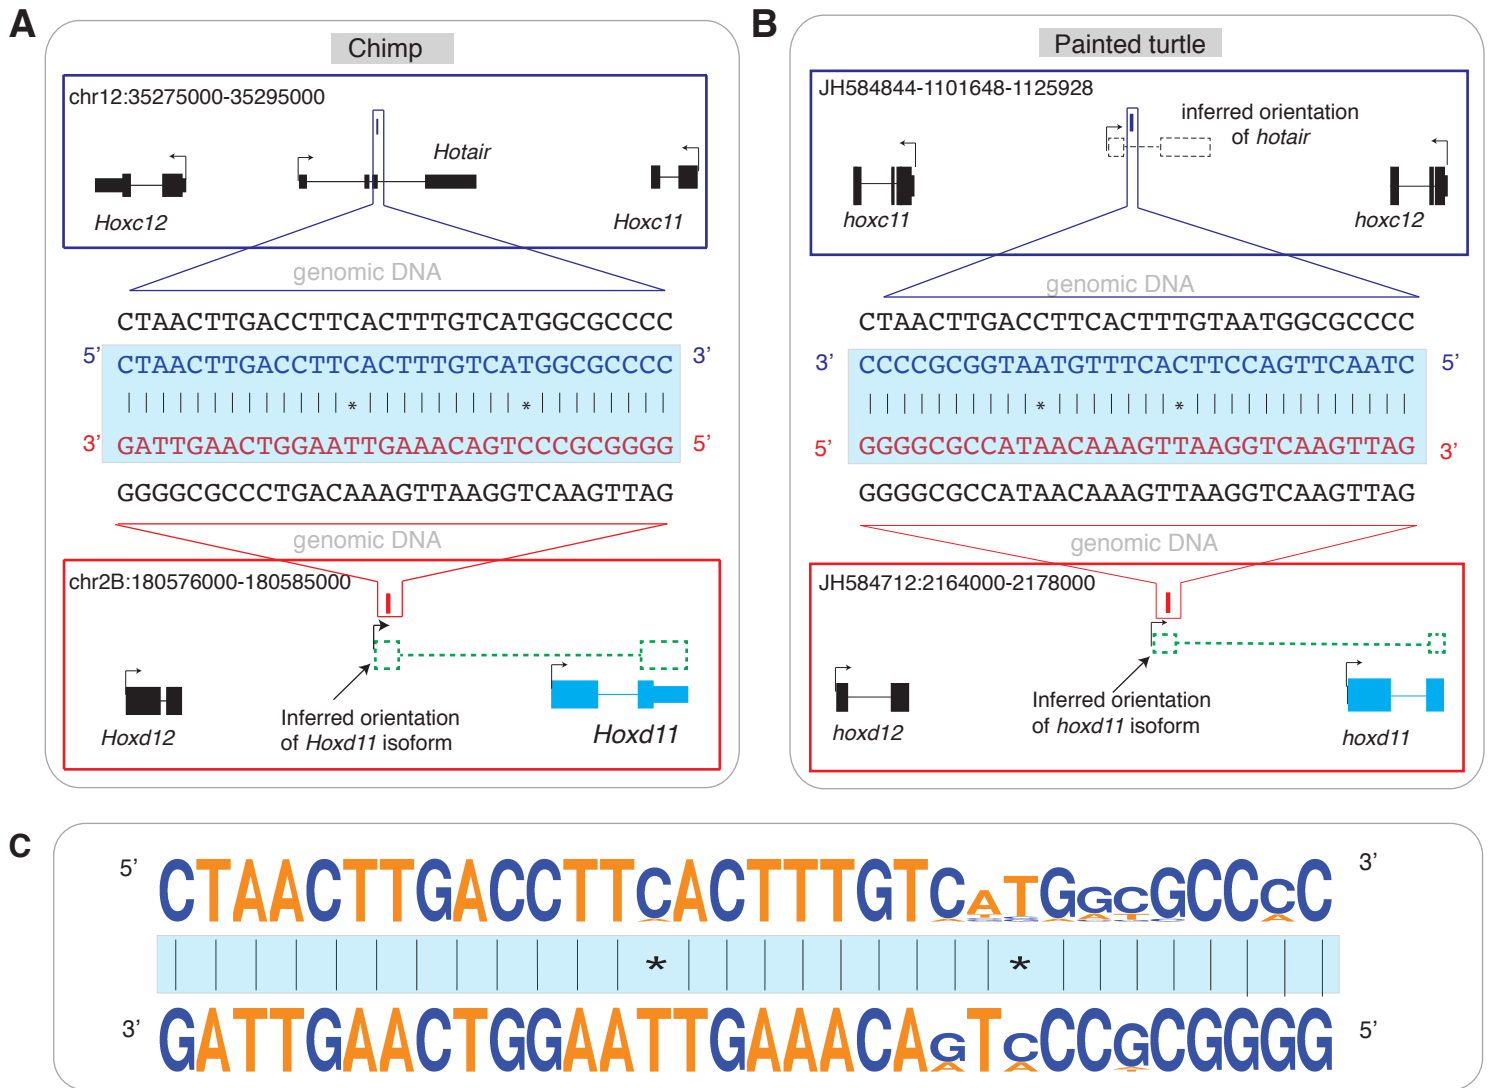 A
Chimp
chr12:35275000-35295000
Hotair
Hoxc12
Hoxc11
genomic DNA
CTAACTTGACCTTCACTTTGTCATGGCGCCCC
5’ CTAACTTGACCTTCACTTTGTCATGGCGCCCC 3’
* *
3’ GATTGAACTGGAATTGAAACAGTCCCGCGGGG 5’
GGGGCGCCCTGACAAAGTTAAGGTCAAGTTAG
genomic DNA
chr2B:180576000-180585000
Hoxd12
Inferred orientation
of Hoxd11 isoform
Hoxd11
B
Painted turtle
JH584844-1101648-1125928
inferred orientation
of hotair
hoxc11
hoxc12
genomic DNA
CTAACTTGACCTTCACTTTGTAATGGCGCCCC
3’ CCCCGCGGTAATGTTTCACTTCCAGTTCAATC 5’
* *
5’ GGGGCGCCATAACAAAGTTAAGGTCAAGTTAG 3’
GGGGCGCCATAACAAAGTTAAGGTCAAGTTAG
genomic DNA
JH584712:2164000-2178000
hoxd12
Inferred orientation
of hoxd11 isoform
hoxd11
C
5’ CTAACTTGACCTTCACTTTGTCATGGCGCCCC 3’
* *
3’ GATTGAACTGGAATTGAAACAGTCCCGCGGGG 5’